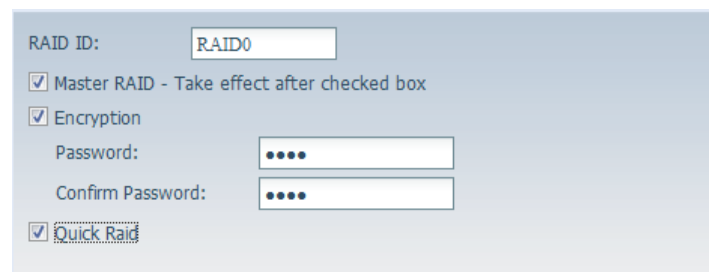 RAID ID: RAID0
Master RAID - Take effect after checked box
Encryption
Password: ••••
Confirm Password: ••••
Quick Raid